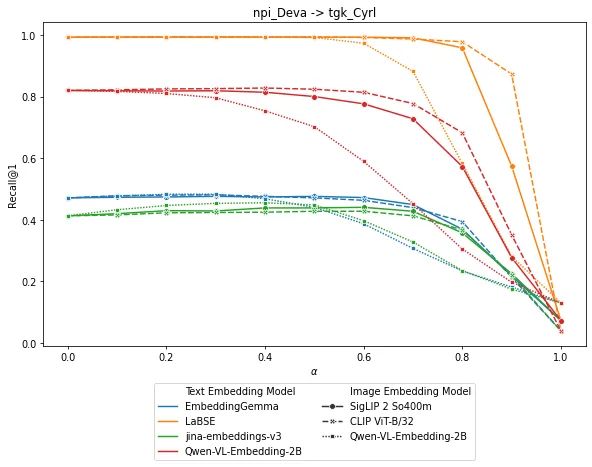 npi_Deva -> tgk_Cyrl
1.0
0.8
0.6
0.4
0.2
0.0
Recall@1
0.0 0.2 0.4 0.6 0.8 1.0
α
Text Embedding Model Image Embedding Model
EmbeddingGemma SigLIP 2 So400m
LaBSE CLIP ViT-B/32
jina-embeddings-v3 Qwen-VL-Embedding-2B
Qwen-VL-Embedding-2B